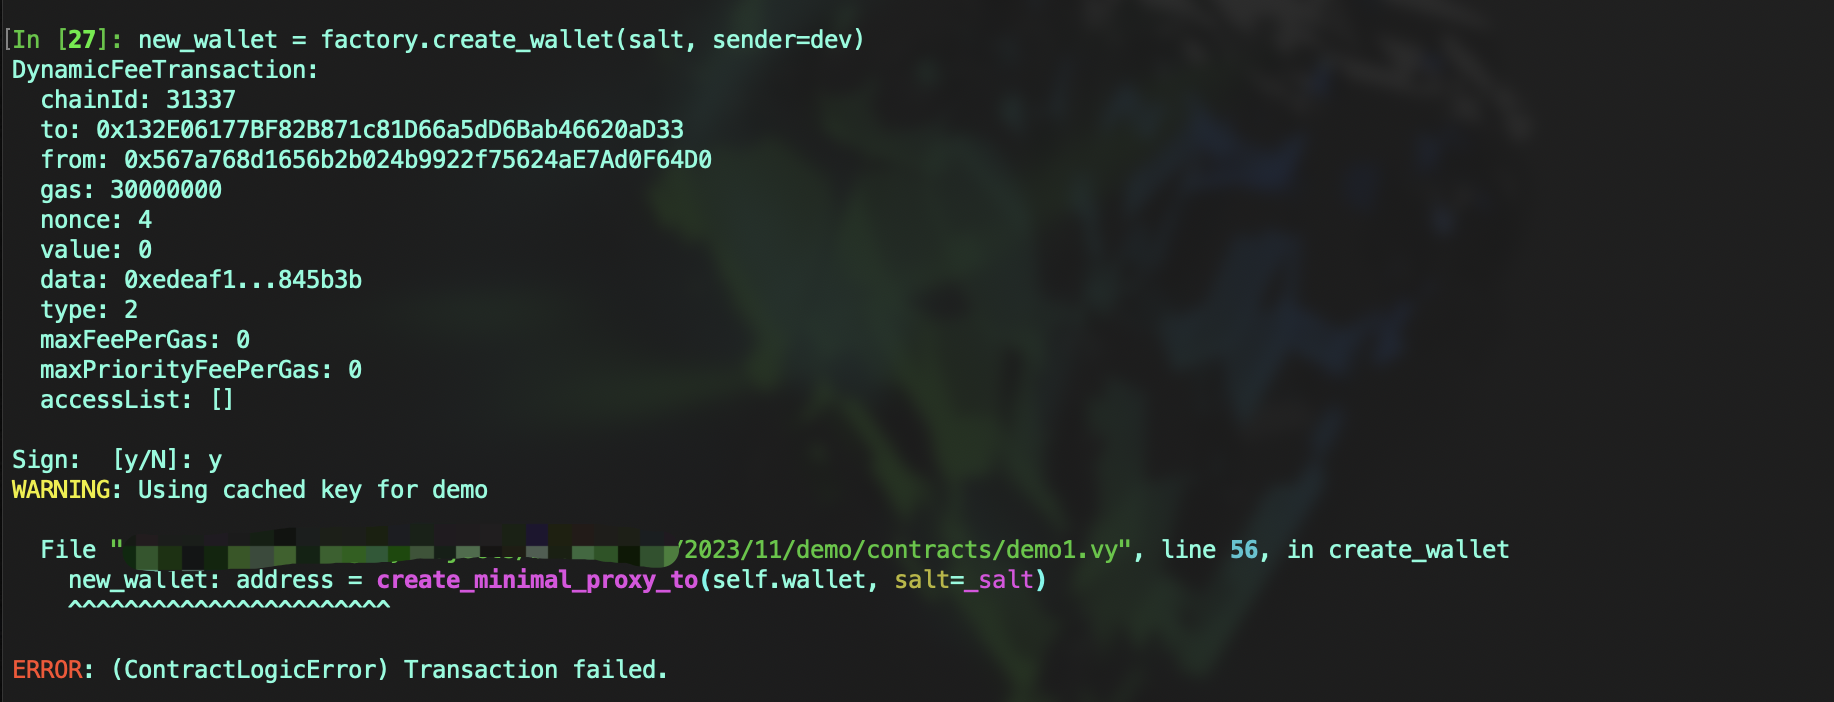 [In [27]: new_wallet = factory.create_wallet(salt, sender=dev)
DynamicFeeTransaction:
  chainId: 31337
  to: 0x132E06177BF82B871c81D66a5dD6Bab46620aD33
  from: 0x567a768d1656b2b024b9922f75624aE7Ad0F64D0
  gas: 30000000
  nonce: 4
  value: 0
  data: 0xedeaf1...845b3b
  type: 2
  maxFeePerGas: 0
  maxPriorityFeePerGas: 0
  accessList: []
Sign:  [y/N]: y
WARNING: Using cached key for demo
  File "/2023/11/demo/contracts/demo1.vy", line 56, in create_wallet
    new_wallet: address = create_minimal_proxy_to(self.wallet, salt=_salt)
    ^^^^^^^^^^^^^^^^^^^^^^^
ERROR: (ContractLogicError) Transaction failed.